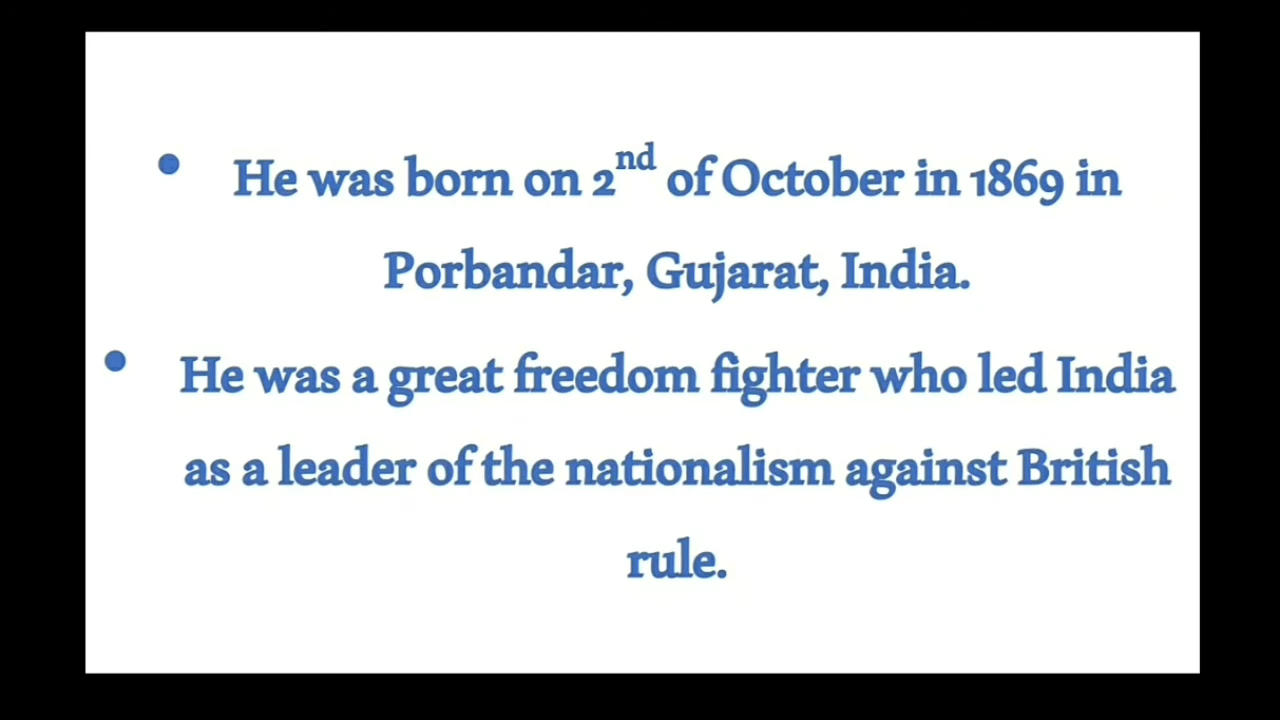 • He was born on 2nd of October in 1869 in
Porbandar, Gujarat, India.
• He was a great freedom fighter who led India
as a leader of the nationalism against British
rule.